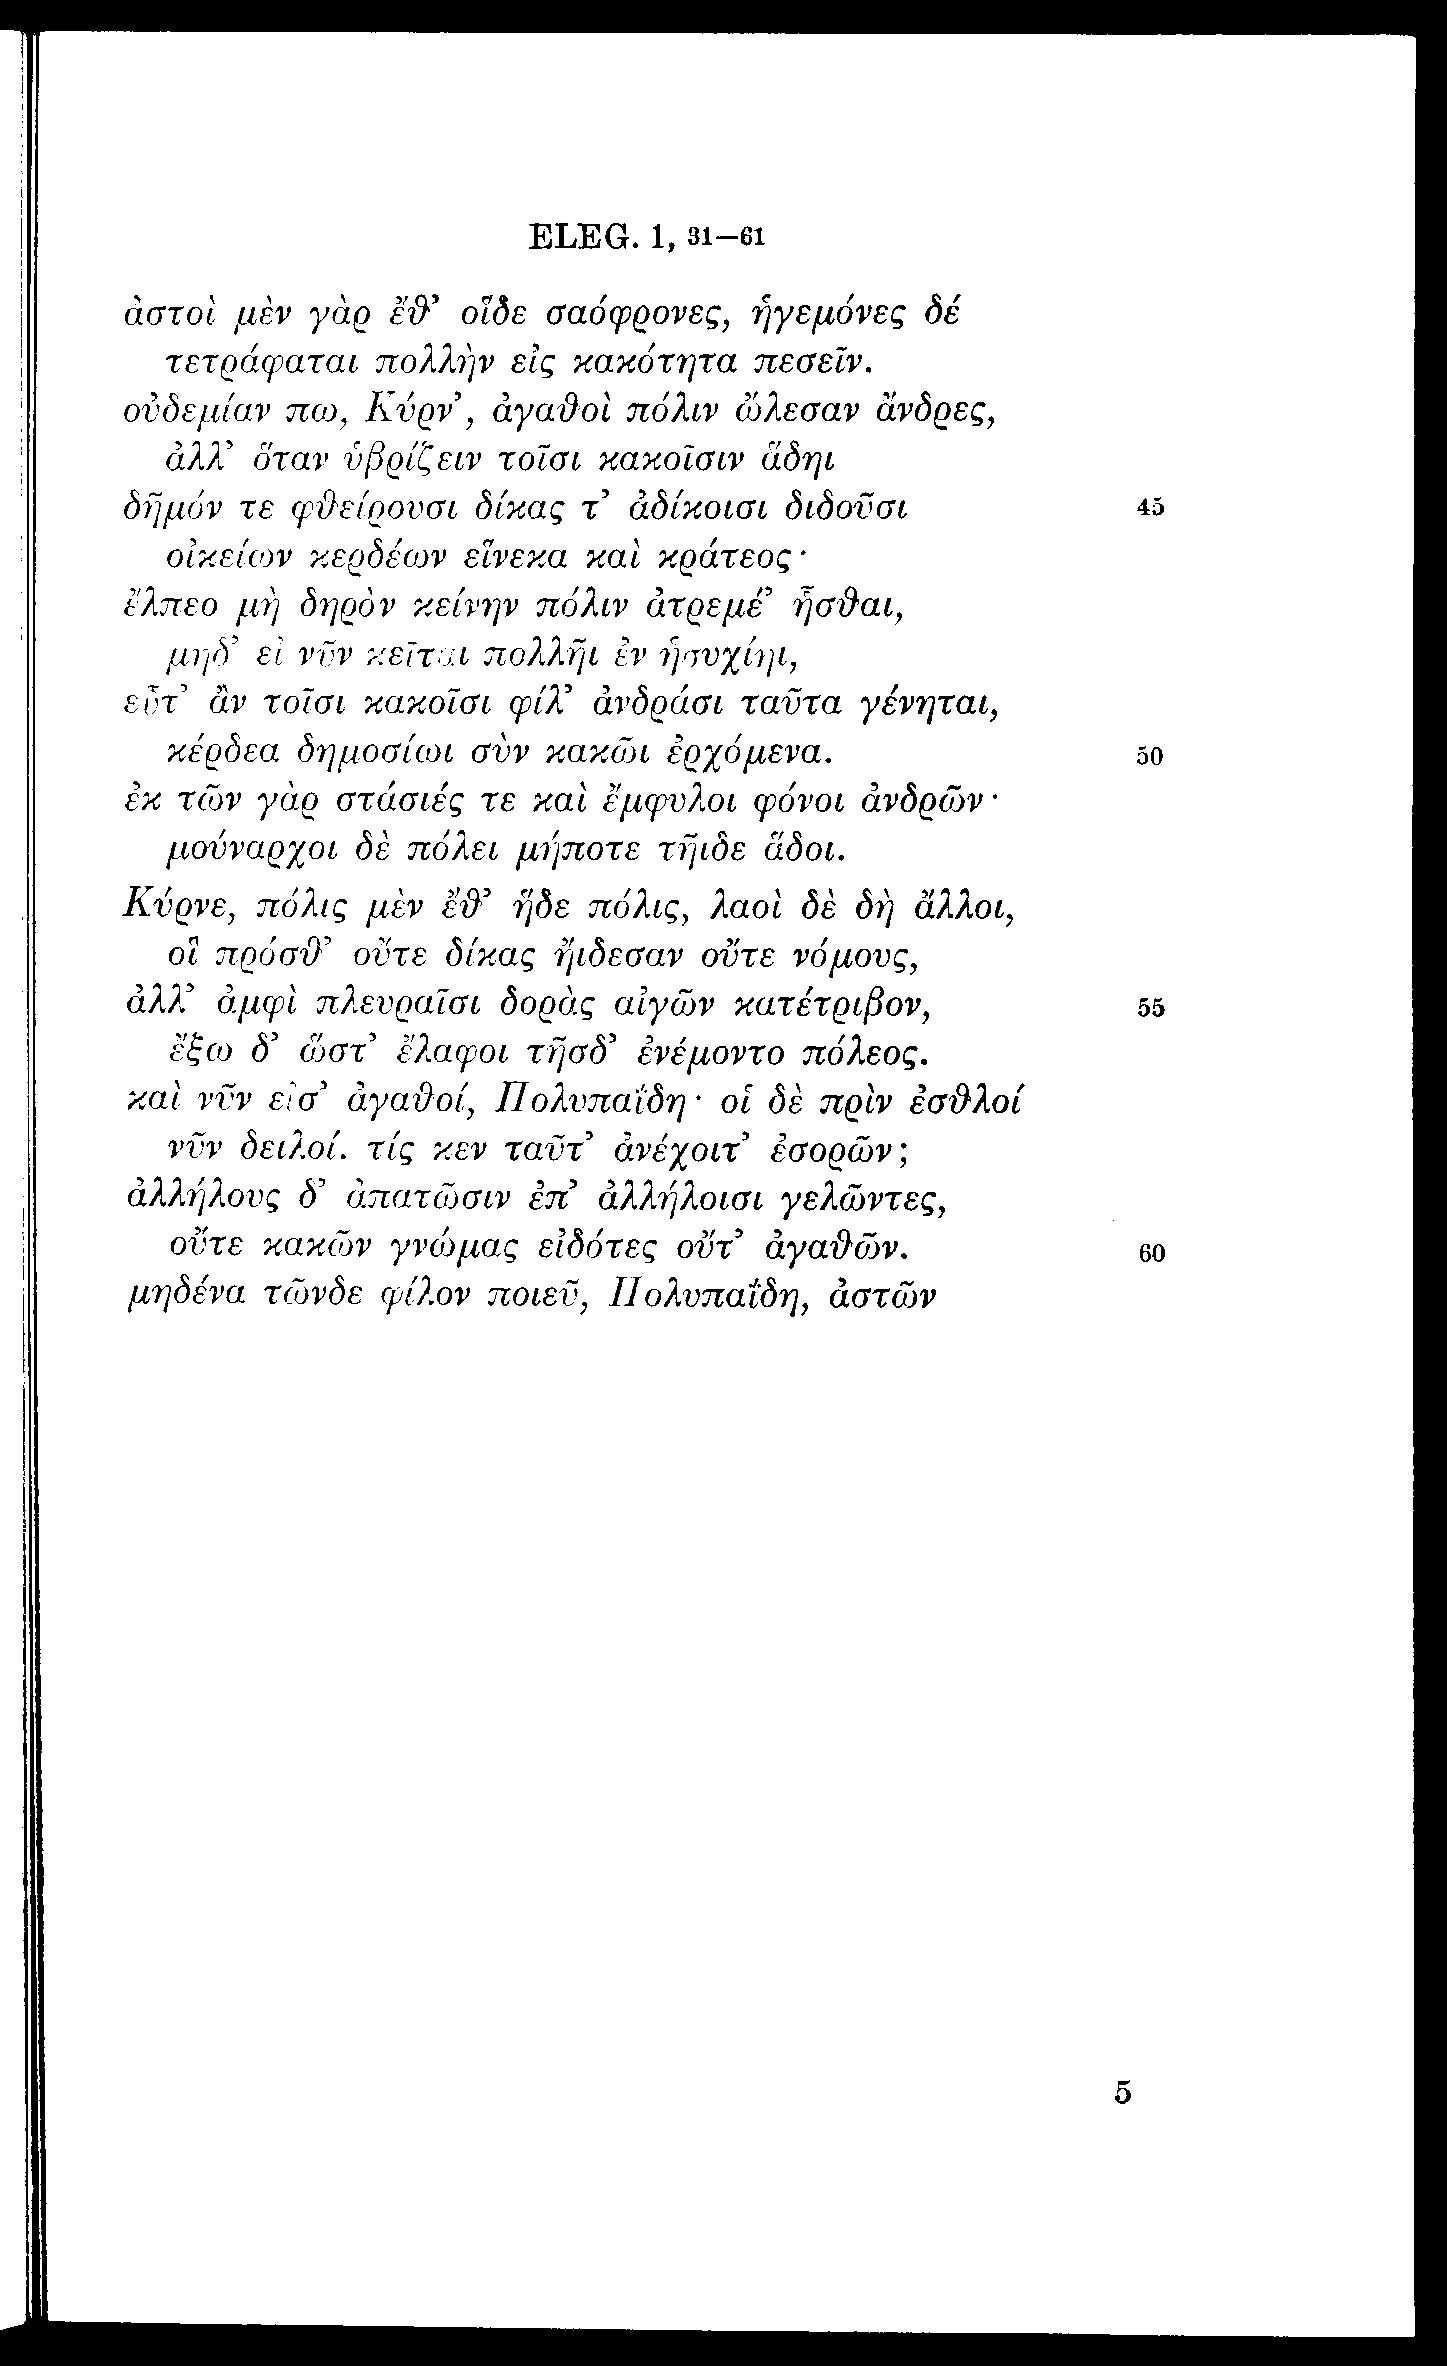 ELEG. 1, 31–61
ἀστοὶ μὲν γὰρ ἔθ’ οἵδε σαόφρονες, ἡγεμόνες δέ
τετράφαται πολλὴν εἰς κακότητα πεσεῖν.
οὐδεμίαν πω, Κύρν’, ἀγαθοὶ πόλιν ὤλεσαν ἄνδρες,
ἀλλ’ ὅταν ὑβρίζειν τοῖσι κακοῖσιν ἅδηι
δῆμόν τε φθείρουσι δίκας τ’ ἀδίκοισι διδοῦσι 45
οἰκείων κερδέων εἵνεκα καὶ κράτεος·
ἔλπεο μὴ δηρὸν κείνην πόλιν ἀτρεμέ’ ἧσθαι,
μηδ’ εἰ νῦν κεῖται πολλῆι ἐν ἡσυχίηι,
εὖτ’ ἂν τοῖσι κακοῖσι φίλ’ ἀνδράσι ταῦτα γένηται,
κέρδεα δημοσίωι σὺν κακῶι ἐρχόμενα. 50
ἐκ τῶν γὰρ στάσιές τε καὶ ἔμφυλοι φόνοι ἀνδρῶν·
μούναρχοι δὲ πόλει μήποτε τῆιδε ἅδοι.
Κύρνε, πόλις μὲν ἔθ’ ἥδε πόλις, λαοὶ δὲ δὴ ἄλλοι,
οἳ πρόσθ’ οὔτε δίκας ἤιδεσαν οὔτε νόμους,
ἀλλ’ ἀμφὶ πλευραῖσι δορὰς αἰγῶν κατέτριβον, 55
ἔξω δ’ ὥστ’ ἔλαφοι τῆσδ’ ἐνέμοντο πόλεος.
καὶ νῦν εἰσ’ ἀγαθοί, Πολυπαΐδη· οἱ δὲ πρὶν ἐσθλοί
νῦν δειλοί. τίς κεν ταῦτ’ ἀνέχοιτ’ ἐσορῶν;
ἀλλήλους δ’ ἀπατῶσιν ἐπ’ ἀλλήλοισι γελῶντες,
οὔτε κακῶν γνώμας εἰδότες οὔτ’ ἀγαθῶν. 60
μηδένα τῶνδε φίλον ποιεῦ, Πολυπαΐδη, ἀστῶν
5